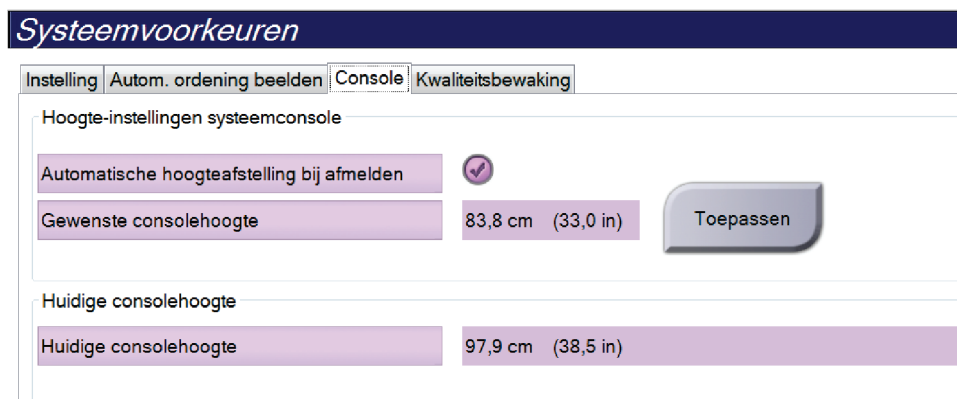 Systeemvoorkeuren
Instelling Autom. ordening beelden Console Kwaliteitsbewaking
Hoogte-instellingen systeemconsole
Automatische hoogteafstelling bij afmelden
Gewenste consolehoogte 83,8 cm (33,0 in) Toepassen
Huidige consolehoogte
Huidige consolehoogte 97,9 cm (38,5 in)